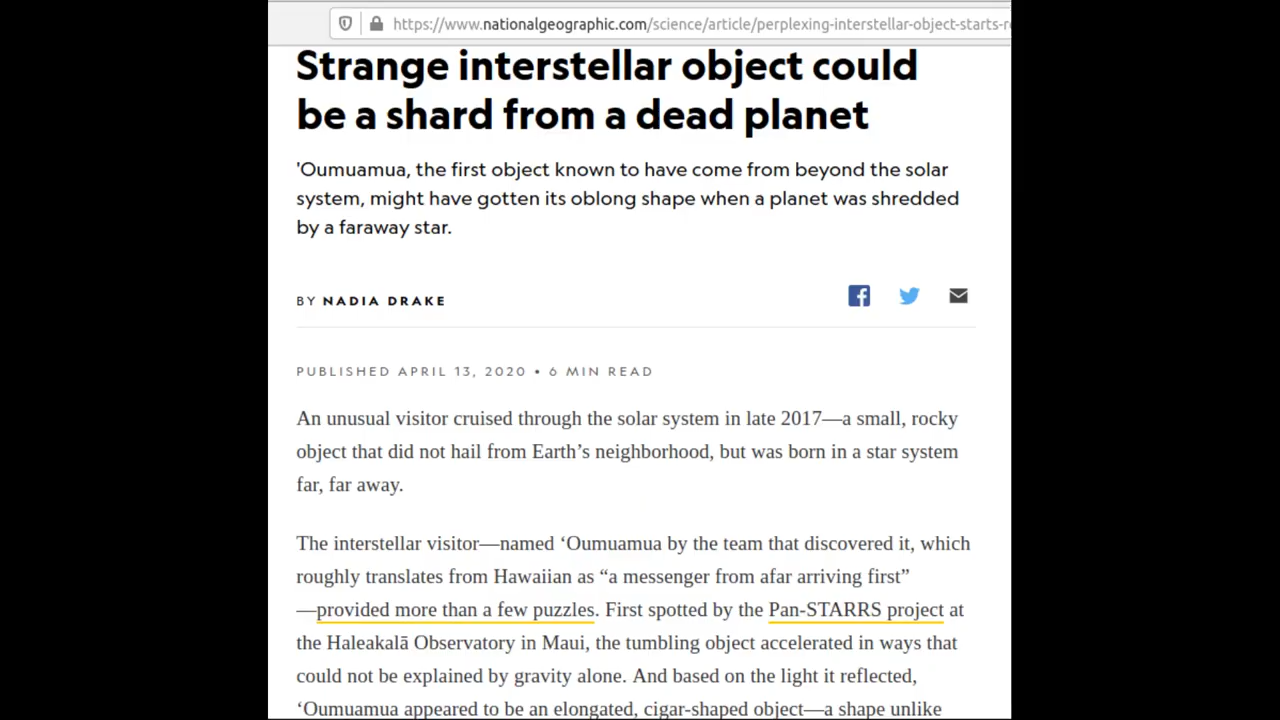 https://www.nationalgeographic.com/science/article/perplexing-interstellar-object-starts-r
Strange interstellar object could
be a shard from a dead planet
'Oumuamua, the first object known to have come from beyond the solar
system, might have gotten its oblong shape when a planet was shredded
by a faraway star.
BY NADIA DRAKE
PUBLISHED APRIL 13, 2020 • 6 MIN READ
An unusual visitor cruised through the solar system in late 2017—a small, rocky
object that did not hail from Earth’s neighborhood, but was born in a star system
far, far away.
The interstellar visitor—named ‘Oumuamua by the team that discovered it, which
roughly translates from Hawaiian as “a messenger from afar arriving first”
—provided more than a few puzzles. First spotted by the Pan-STARRS project at
the Haleakalā Observatory in Maui, the tumbling object accelerated in ways that
could not be explained by gravity alone. And based on the light it reflected,
‘Oumuamua appeared to be an elongated, cigar-shaped object—a shape unlike